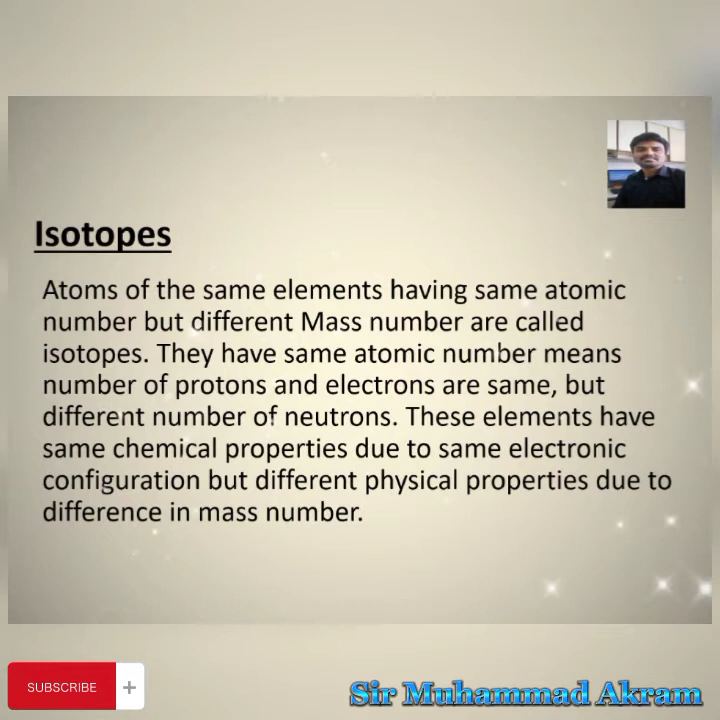 Isotopes
Atoms of the same elements having same atomic
number but different Mass number are called
isotopes. They have same atomic number means
number of protons and electrons are same, but
different number of neutrons. These elements have
same chemical properties due to same electronic
configuration but different physical properties due to
difference in mass number.
SUBSCRIBE +
Sir Muhammad Akram